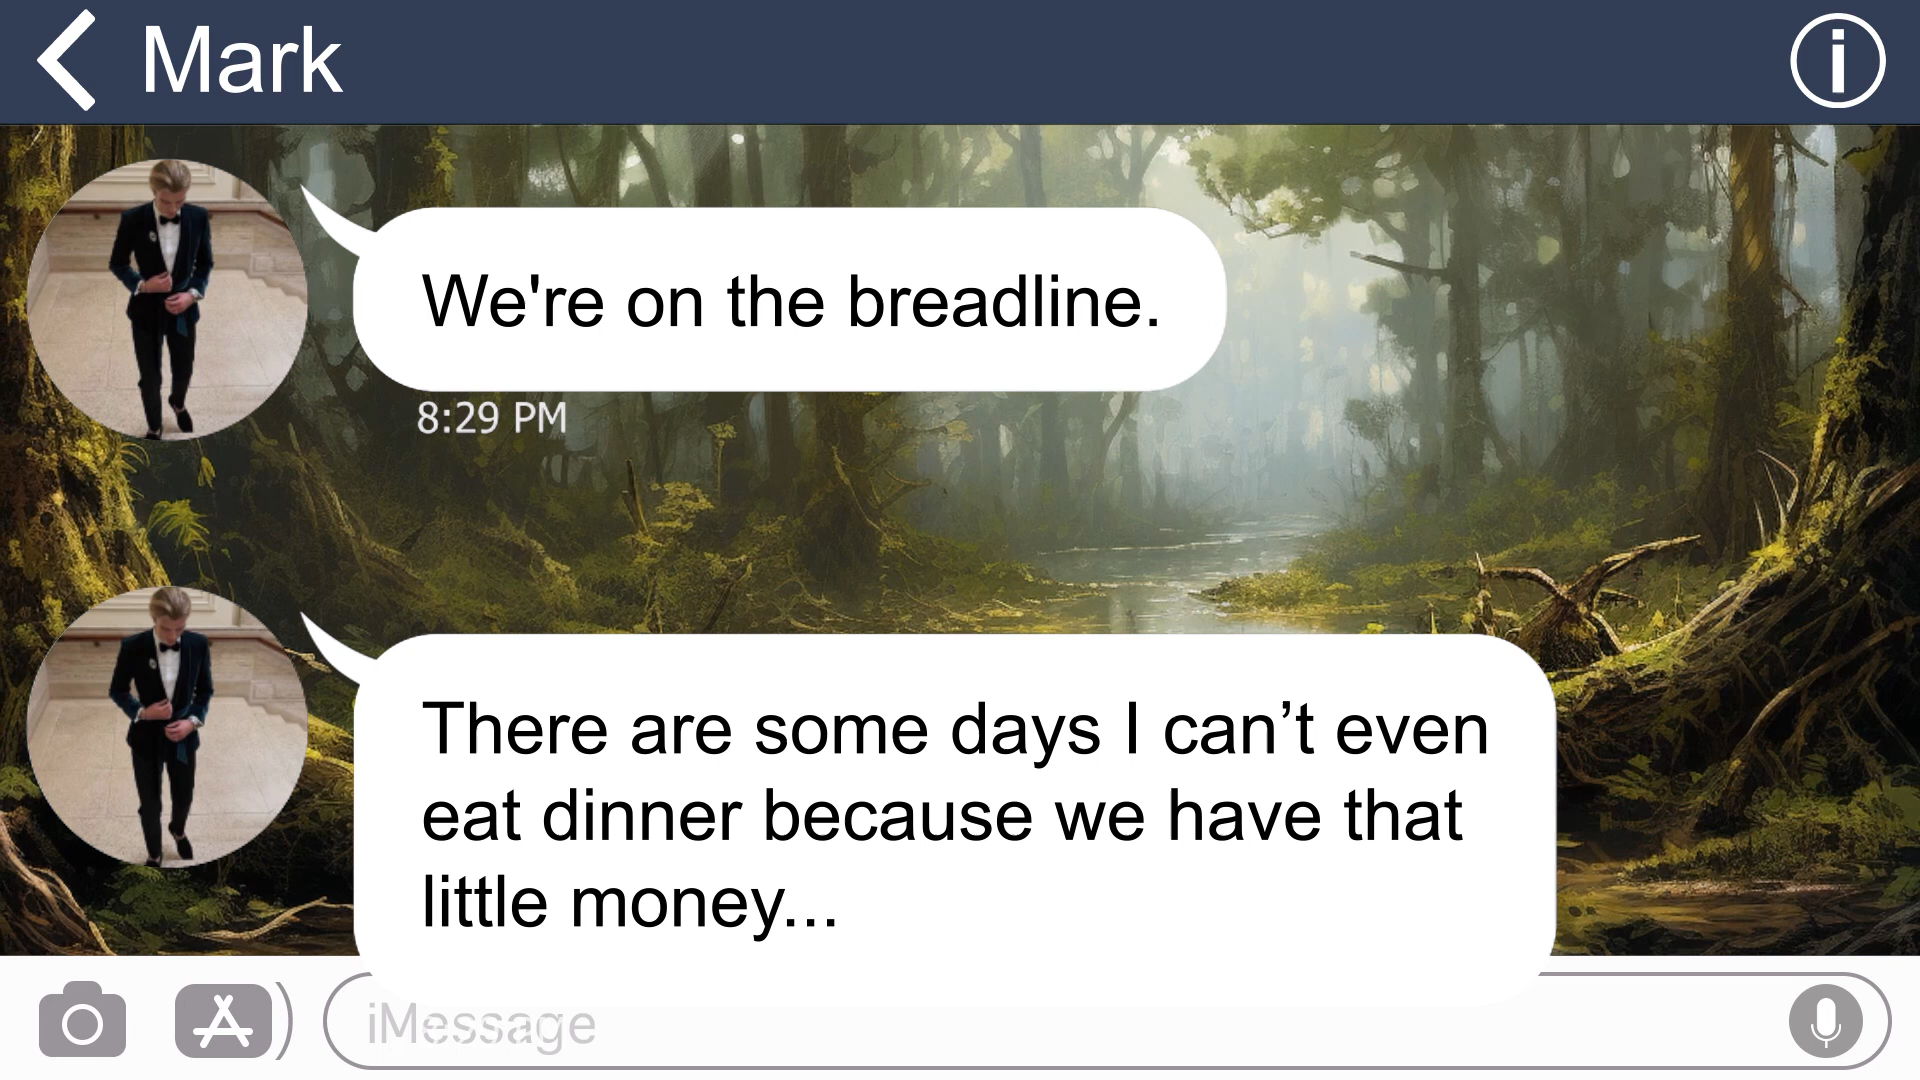 Mark
We're on the breadline.
8:29 PM
There are some days I can’t even
eat dinner because we have that
little money...
iMessage